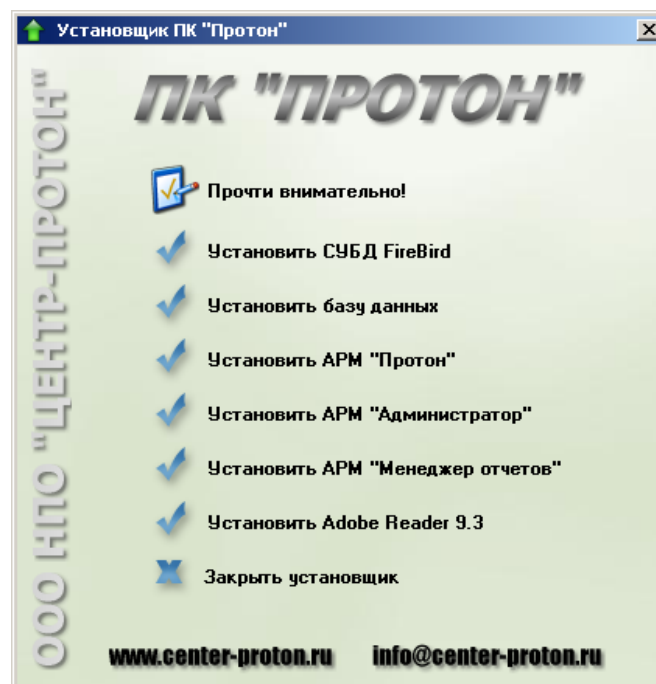 Установщик ПК "Протон"
ПК "ПРОТОН"
ООО НПО "ЦЕНТР-ПРОТОН"
Прочти внимательно!
Установить СУБД FireBird
Установить базу данных
Установить АРМ "Протон"
Установить АРМ "Администратор"
Установить АРМ "Менеджер отчетов"
Установить Adobe Reader 9.3
Закрыть установщик
www.center-proton.ru info@center-proton.ru